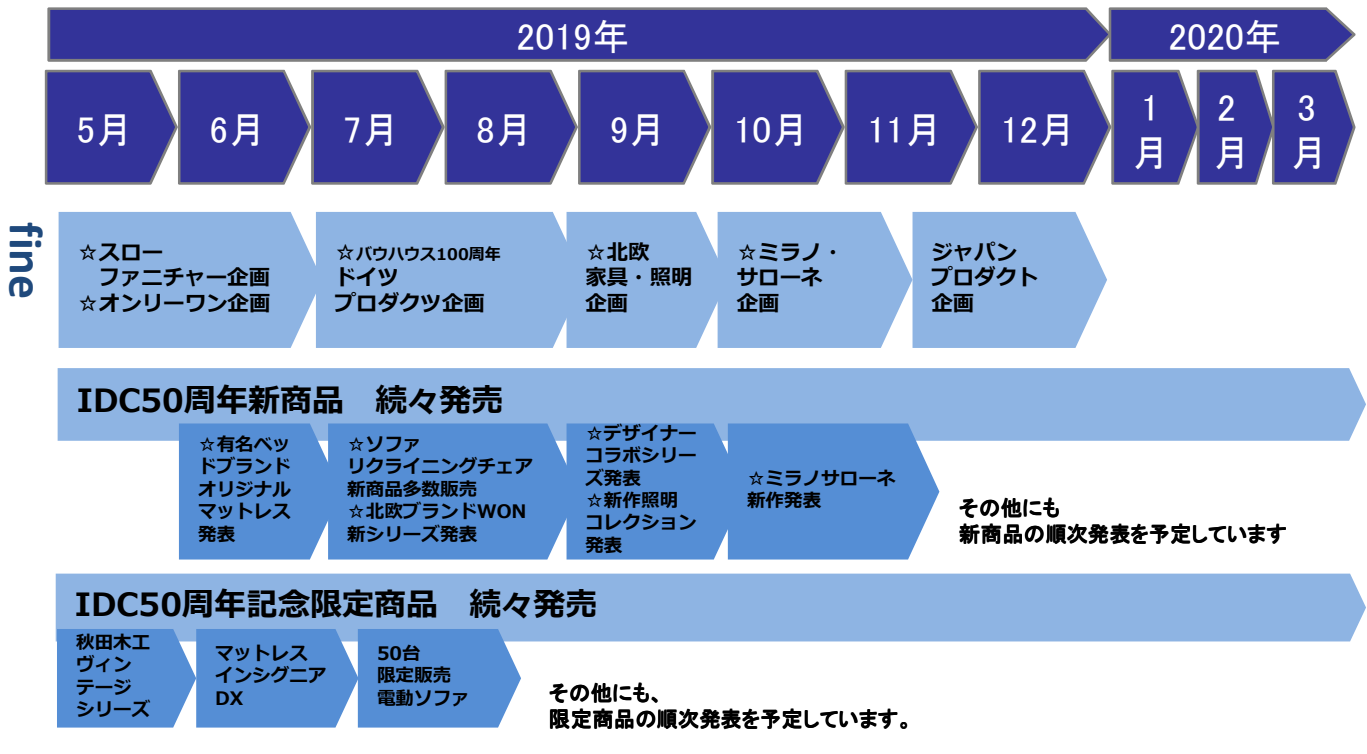 2019年
2020年
5月
6月
7月
8月
9月
10月
11月
12月
1
月
2
月
3
月
fine
☆スロー
ファニチャー企画
☆オンリーワン企画
☆バウハウス100周年
ドイツ
プロダクツ企画
☆北欧
家具・照明
企画
☆ミラノ・
サローネ
企画
ジャパン
プロダクト
企画
IDC50周年新商品　続々発売
☆有名ベッ
ドブランド
オリジナル
マットレス
発表
☆ソファ
リクライニングチェア
新商品多数販売
☆北欧ブランドWON
新シリーズ発表
☆デザイナー
コラボシリー
ズ発表
☆新作照明
コレクション
発表
☆ミラノサローネ
新作発表
その他にも
新商品の順次発表を予定しています
IDC50周年記念限定商品　続々発売
秋田木工
ヴィン
テージ
シリーズ
マットレス
インシグニア
DX
50台
限定販売
電動ソファ
その他にも、
限定商品の順次発表を予定しています。